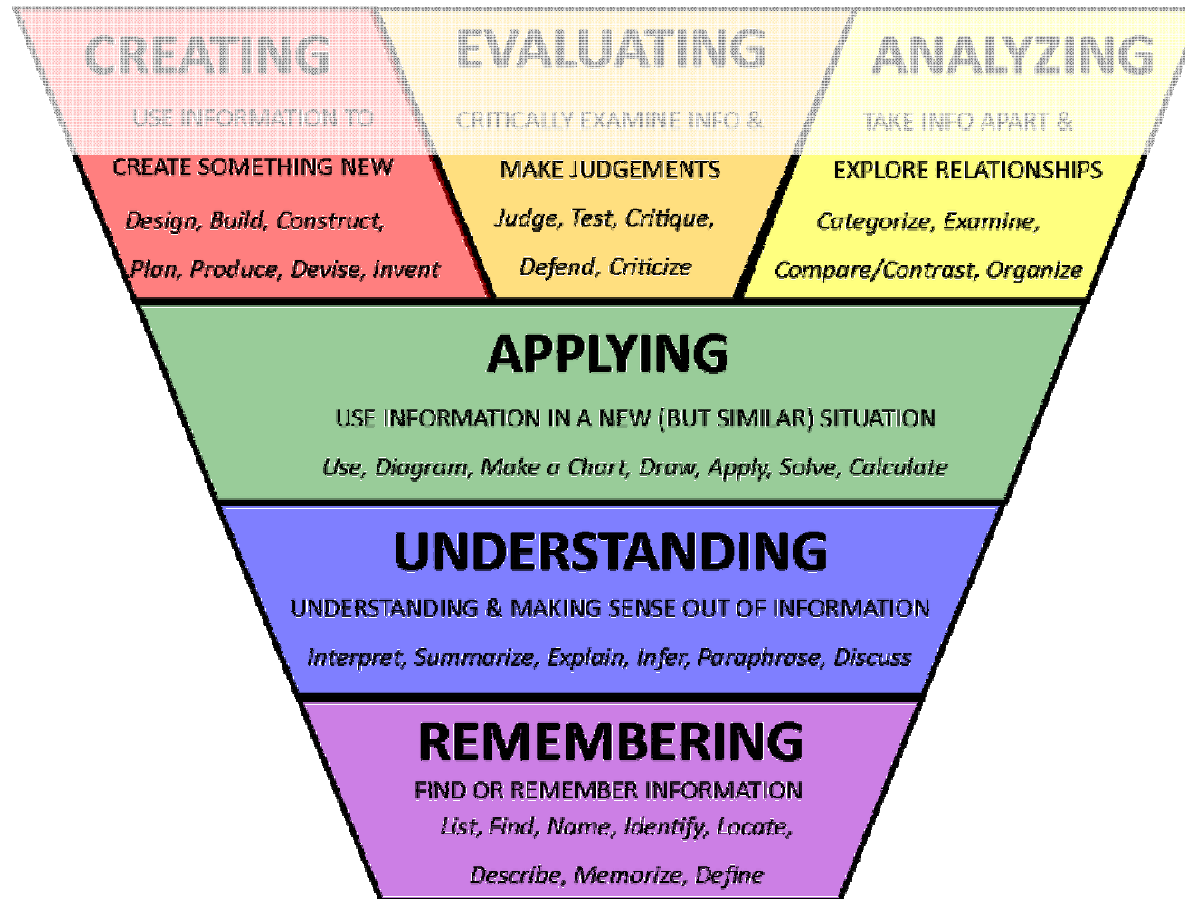 CREATING
USE INFORMATION TO
CREATE SOMETHING NEW
Design, Build, Construct,
Plan, Produce, Devise, Invent
EVALUATING
CRITICALLY EXAMINE INFO &
MAKE JUDGEMENTS
Judge, Test, Critique,
Defend, Criticize
ANALYZING
TAKE INFO APART &
EXPLORE RELATIONSHIPS
Categorize, Examine,
Compare/Contrast, Organize
APPLYING
USE INFORMATION IN A NEW (BUT SIMILAR) SITUATION
Use, Diagram, Make a Chart, Draw, Apply, Solve, Calculate
UNDERSTANDING
UNDERSTANDING & MAKING SENSE OUT OF INFORMATION
Interpret, Summarize, Explain, Infer, Paraphrase, Discuss
REMEMBERING
FIND OR REMEMBER INFORMATION
List, Find, Name, Identify, Locate,
Describe, Memorize, Define